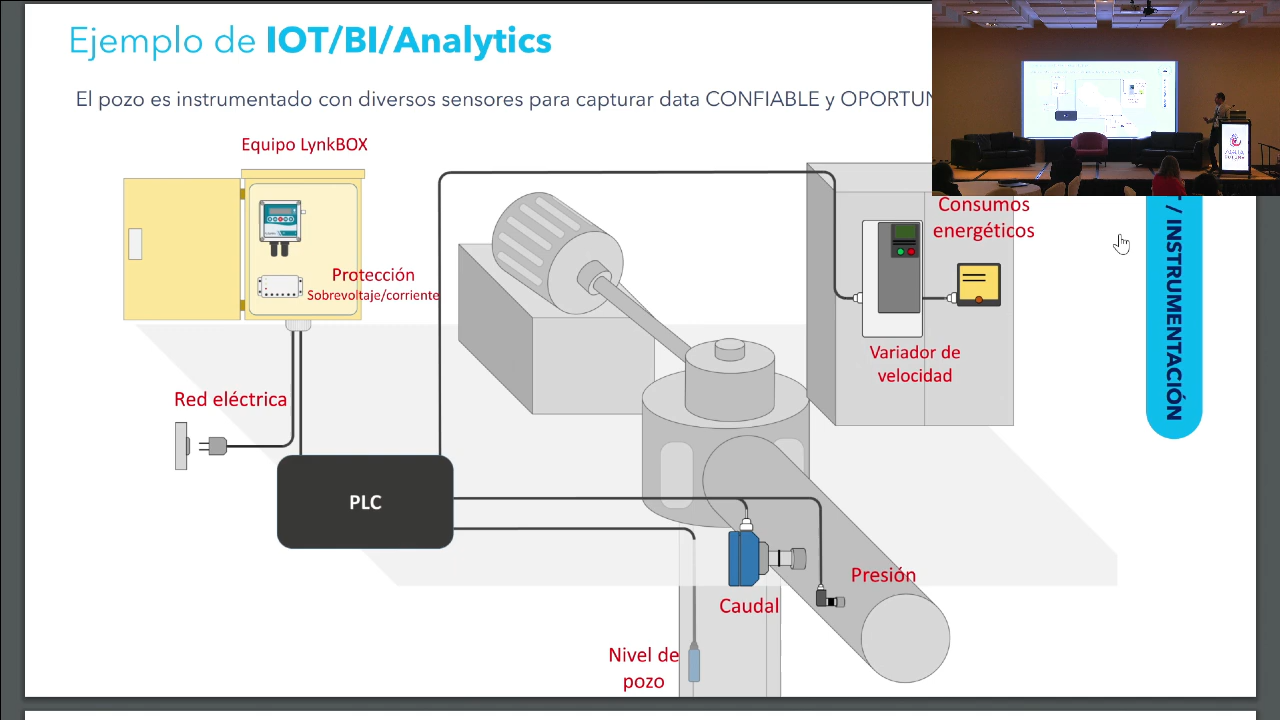 Ejemplo de IOT/BI/Analytics
El pozo es instrumentado con diversos sensores para capturar data CONFIABLE y
Equipo LynkBOX
Protección
Sobrevoltaje/corriente
Consumos
energéticos
Variador de
velocidad
Red eléctrica
PLC
Presión
Caudal
Nivel de
pozo
/ INSTRUMENTACIÓN